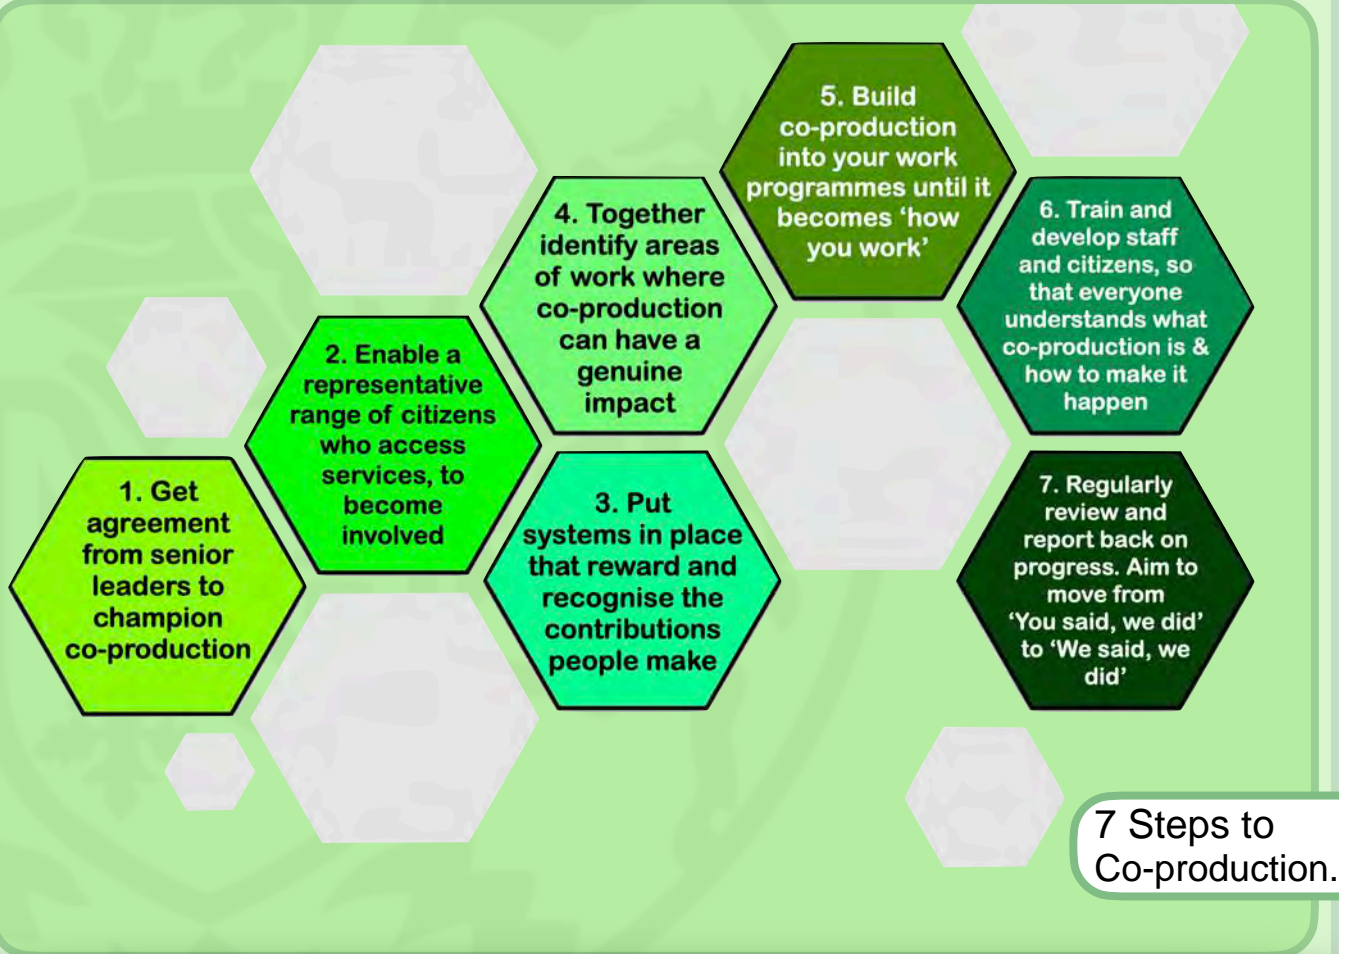 1. Get
agreement
from senior
leaders to
champion
co-production
2. Enable a
representative
range of citizens
who access
services, to
become
involved
3. Put
systems in place
that reward and
recognise the
contributions
people make
4. Together
identify areas
of work where
co-production
can have a
genuine
impact
5. Build
co-production
into your work
programmes until it
becomes ‘how
you work’
6. Train and
develop staff
and citizens, so
that everyone
understands what
co-production is &
how to make it
happen
7. Regularly
review and
report back on
progress. Aim to
move from
‘You said, we did’
to ‘We said, we
did’
7 Steps to
Co-production.